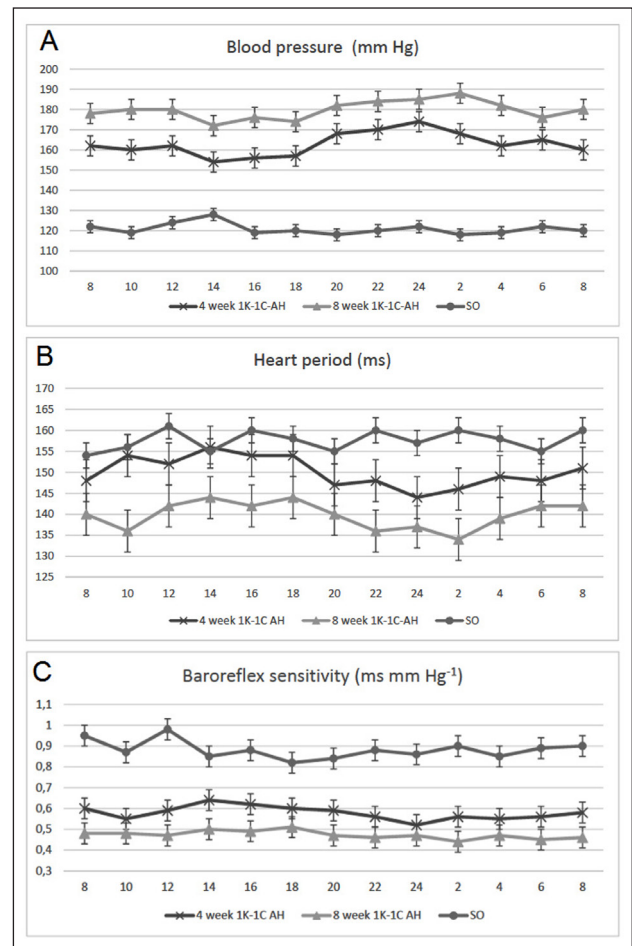 A
Blood pressure (mm Hg)
200
190
180
170
160
150
140
130
120
110
100
8 10 12 14 16 18 20 22 24 2 4 6 8
4 week 1K-1C-AH 8 week 1K-1C-AH SO
B
Heart period (ms)
170
165
160
155
150
145
140
135
130
125
8 10 12 14 16 18 20 22 24 2 4 6 8
4 week 1K-1C AH 8 week 1K-1C-AH SO
C
Baroreflex sensitivity (ms mm Hg⁻¹)
1,1
1
0,9
0,8
0,7
0,6
0,5
0,4
0,3
8 10 12 14 16 18 20 22 24 2 4 6 8
4 week 1K-1C AH 8 week 1K-1C AH SO